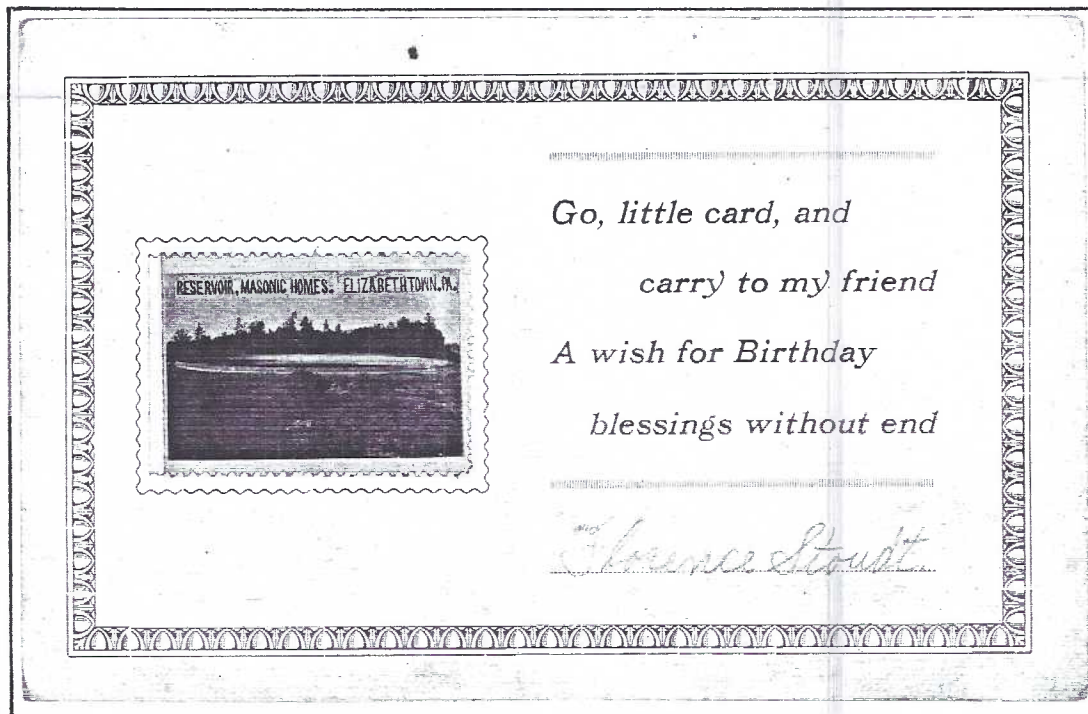 RESERVOIR, MASONIC HOMES. ELIZABETHTOWN.PA.
Go, little card, and
carry to my friend
A wish for Birthday
blessings without end
Florence Stoudt.